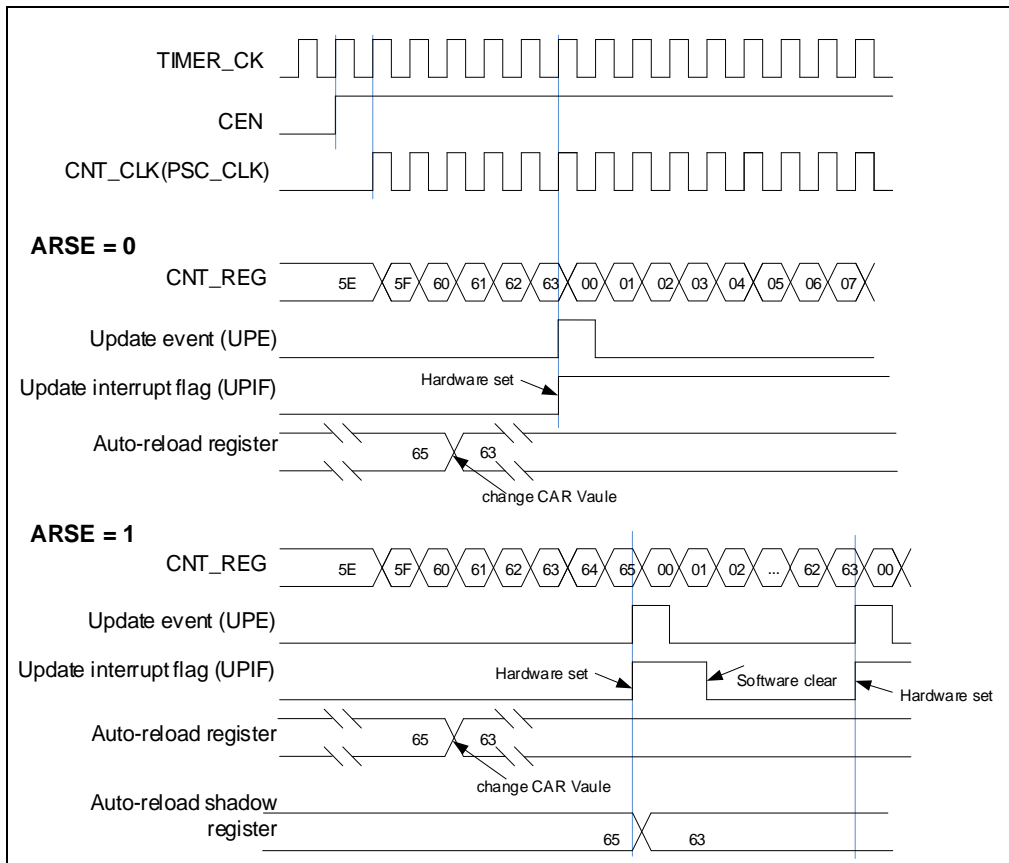 TIMER_CK
CEN
CNT_CLK(PSC_CLK)
ARSE = 0
CNT_REG 5E 5F 60 61 62 63 00 01 02 03 04 05 06 07
Update event (UPE)
Update interrupt flag (UPIF) Hardware set
Auto-reload register 65 63
change CAR Vaule
ARSE = 1
CNT_REG 5E 5F 60 61 62 63 64 65 00 01 02 ... 62 63 00
Update event (UPE)
Update interrupt flag (UPIF) Hardware set Software clear Hardware set
Auto-reload register 65 63
change CAR Vaule
Auto-reload shadow
register 65 63